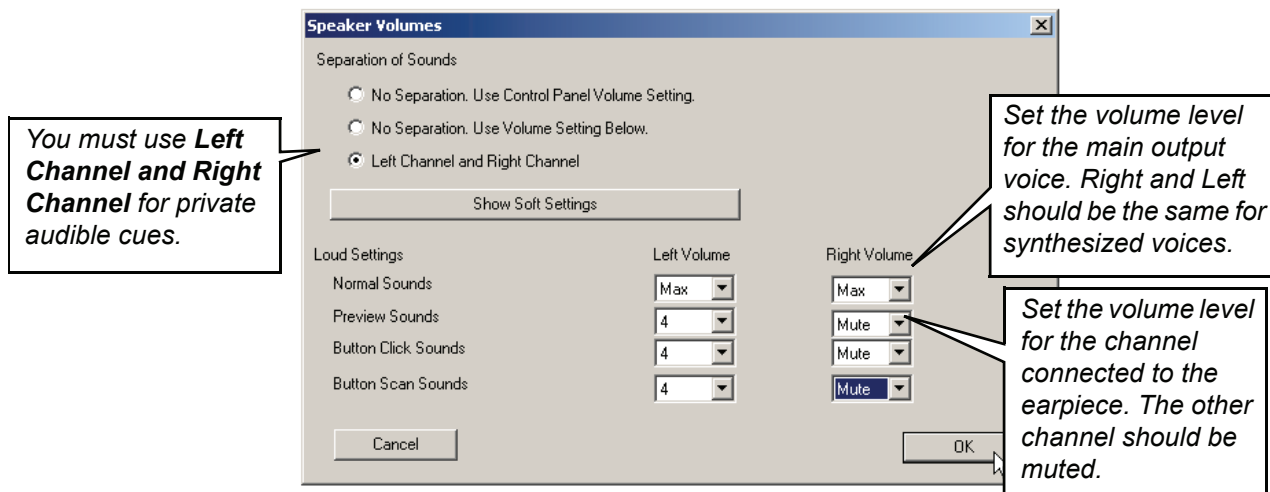 Speaker Volumes
Separation of Sounds
No Separation. Use Control Panel Volume Setting.
No Separation. Use Volume Setting Below.
Left Channel and Right Channel
Show Soft Settings
You must use Left
Channel and Right
Channel for private
audible cues.
Set the volume level
for the main output
voice. Right and Left
should be the same for
synthesized voices.
Loud Settings Left Volume Right Volume
Normal Sounds Max Max
Preview Sounds 4 Mute
Button Click Sounds 4 Mute
Button Scan Sounds 4 Mute
Set the volume level
for the channel
connected to the
earpiece. The other
channel should be
muted.
Cancel OK